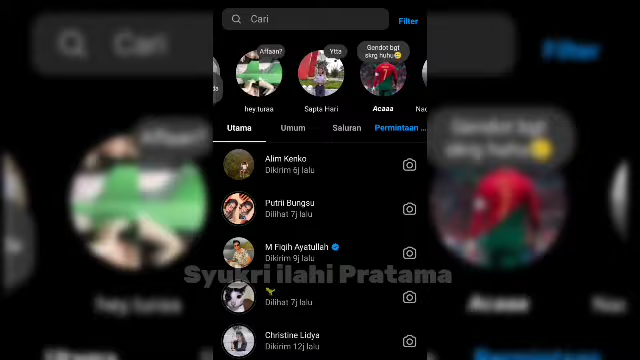 Cari
Filter
Affaan?
Ytta
Gendot bgt
skrg huhu🥲
hey turaa
Sapta Hari
Acaaa
Utama
Umum
Saluran
Permintaan ...
Alim Kenko
Dikirim 6j lalu
Putrii Bungsu
Dilihat 7j lalu
M Fiqih Ayatullah
Dikirim 9j lalu
Syukri ilahi Pratama
Dilihat 7j lalu
Christine Lidya
Dikirim 12j lalu